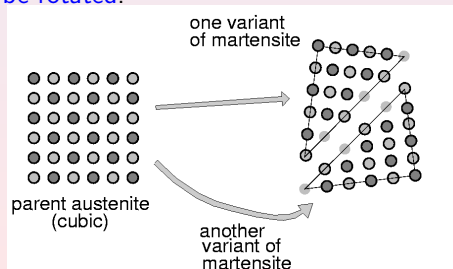 be rotated.
one variant
of martensite
parent austenite
(cubic)
another
variant of
martensite